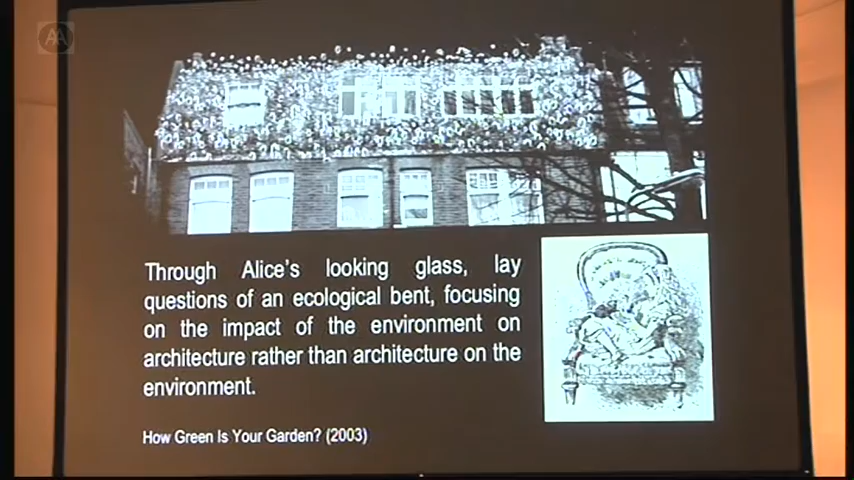 AA
Through Alice's looking glass, lay
questions of an ecological bent, focusing
on the impact of the environment on
architecture rather than architecture on the
environment.
How Green Is Your Garden? (2003)